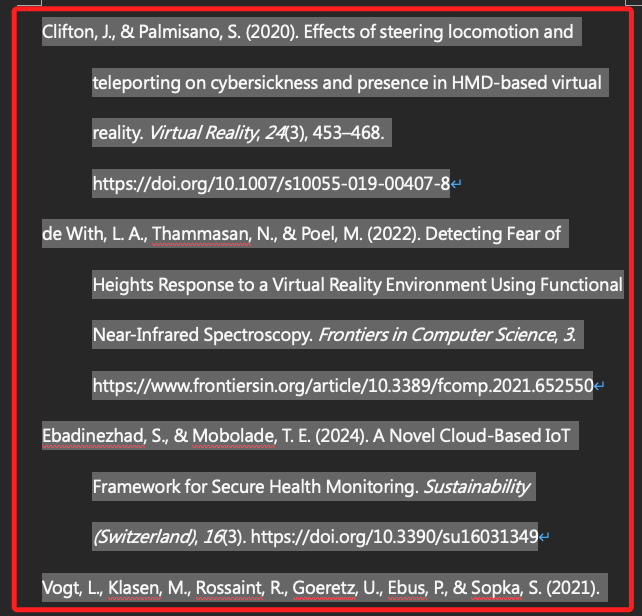 Clifton, J., & Palmisano, S. (2020). Effects of steering locomotion and
teleporting on cybersickness and presence in HMD-based virtual
reality. Virtual Reality, 24(3), 453–468.
https://doi.org/10.1007/s10055-019-00407-8
de With, L. A., Thammasan, N., & Poel, M. (2022). Detecting Fear of
Heights Response to a Virtual Reality Environment Using Functional
Near-Infrared Spectroscopy. Frontiers in Computer Science, 3.
https://www.frontiersin.org/article/10.3389/fcomp.2021.652550
Ebadinezhad, S., & Mobolade, T. E. (2024). A Novel Cloud-Based IoT
Framework for Secure Health Monitoring. Sustainability
(Switzerland), 16(3). https://doi.org/10.3390/su16031349
Vogt, L., Klasen, M., Rossaint, R., Goeretz, U., Ebus, P., & Sopka, S. (2021).